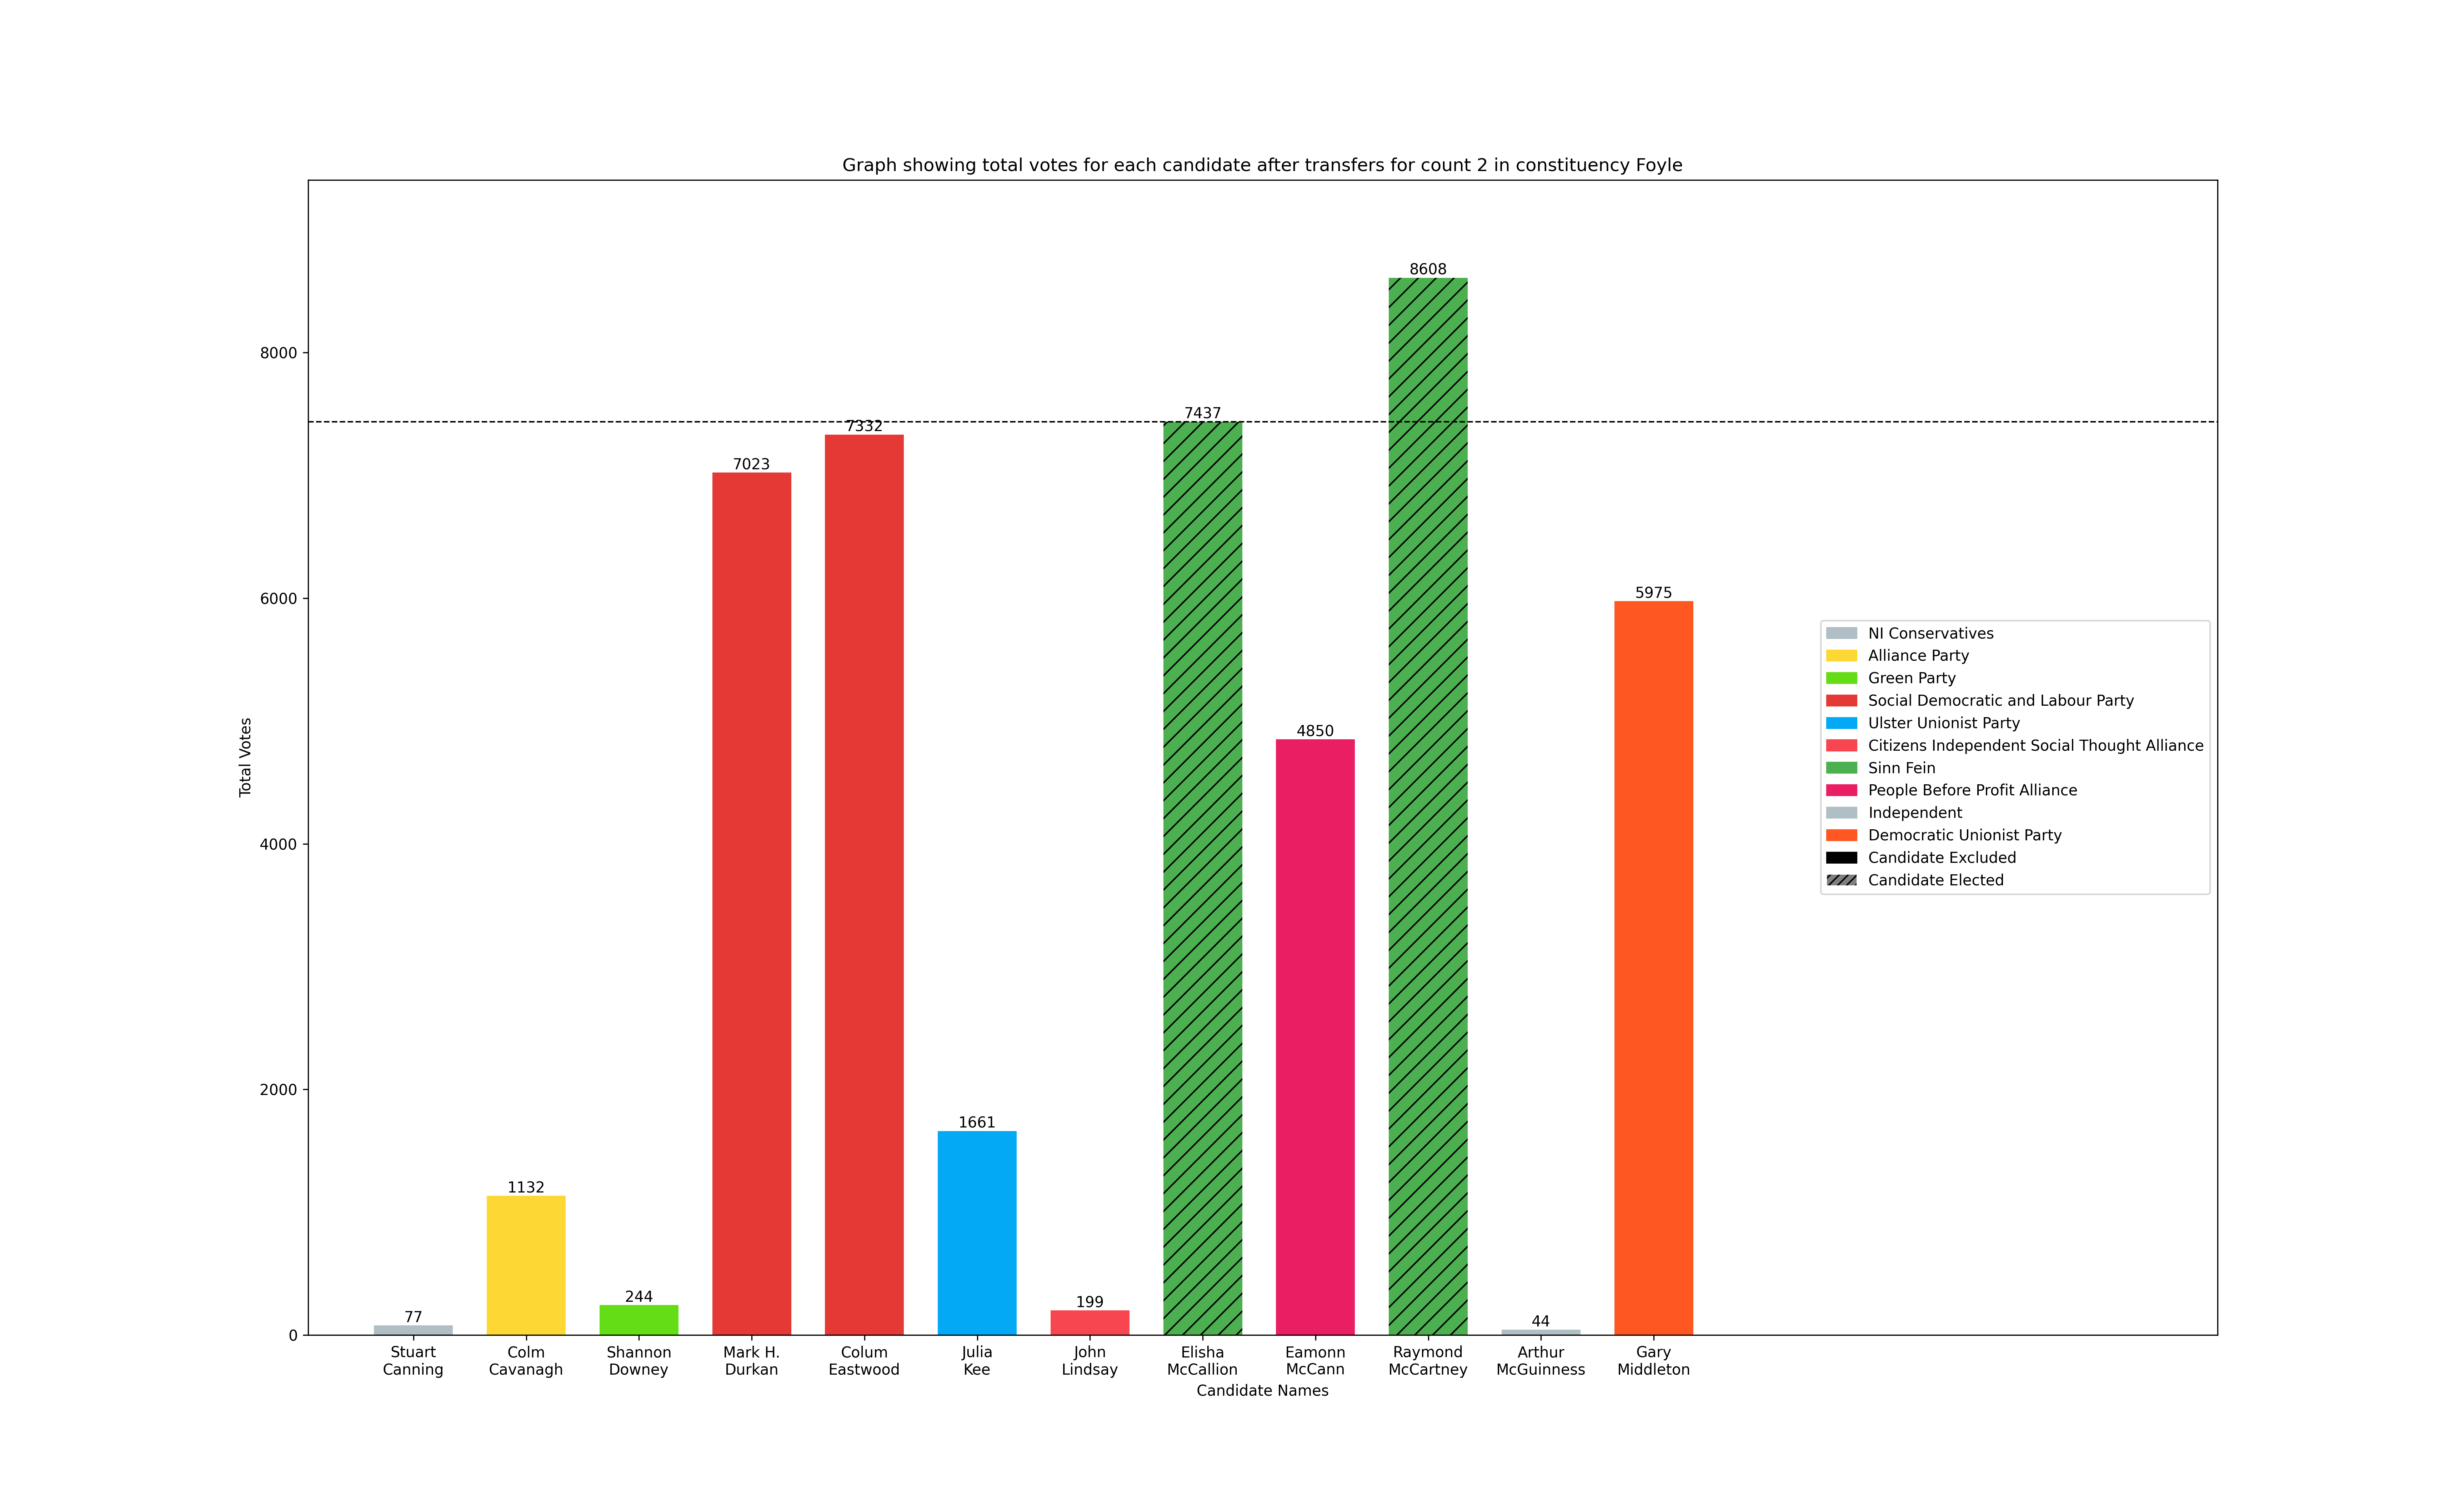 Graph showing total votes for each candidate after transfers for count 2 in constituency Foyle
8608
8000
7437
7332
7023
6000
5975
4850
4000
2000
1661
1132
244
199
77
44
0
Total Votes
NI Conservatives
Alliance Party
Green Party
Social Democratic and Labour Party
Ulster Unionist Party
Citizens Independent Social Thought Alliance
Sinn Fein
People Before Profit Alliance
Independent
Democratic Unionist Party
Candidate Excluded
Candidate Elected
Stuart
Canning
Colm
Cavanagh
Shannon
Downey
Mark H.
Durkan
Colum
Eastwood
Julia
Kee
John
Lindsay
Elisha
McCallion
Eamonn
McCann
Raymond
McCartney
Arthur
McGuinness
Gary
Middleton
Candidate Names